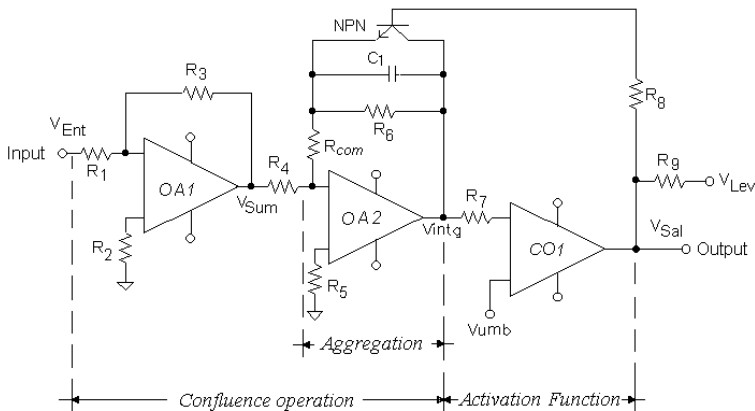 NPN
C1
R3
R6
R8
VEnt
Rcom
Input
R1
OA1
R4
R9
VLev
VSum
OA2
R7
R2
Vintg
CO1
VSal
Output
R5
Vumb
Aggregation
Confluence operation
Activation Function